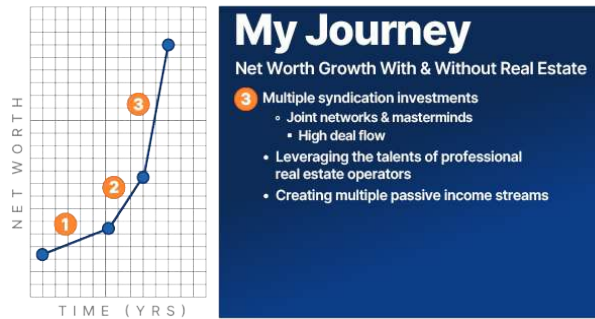 NET WORTH
1
2
3
TIME (YRS)
My Journey
Net Worth Growth With & Without Real Estate
3 Multiple syndication investments
Joint networks & masterminds
High deal flow
• Leveraging the talents of professional
real estate operators
• Creating multiple passive income streams